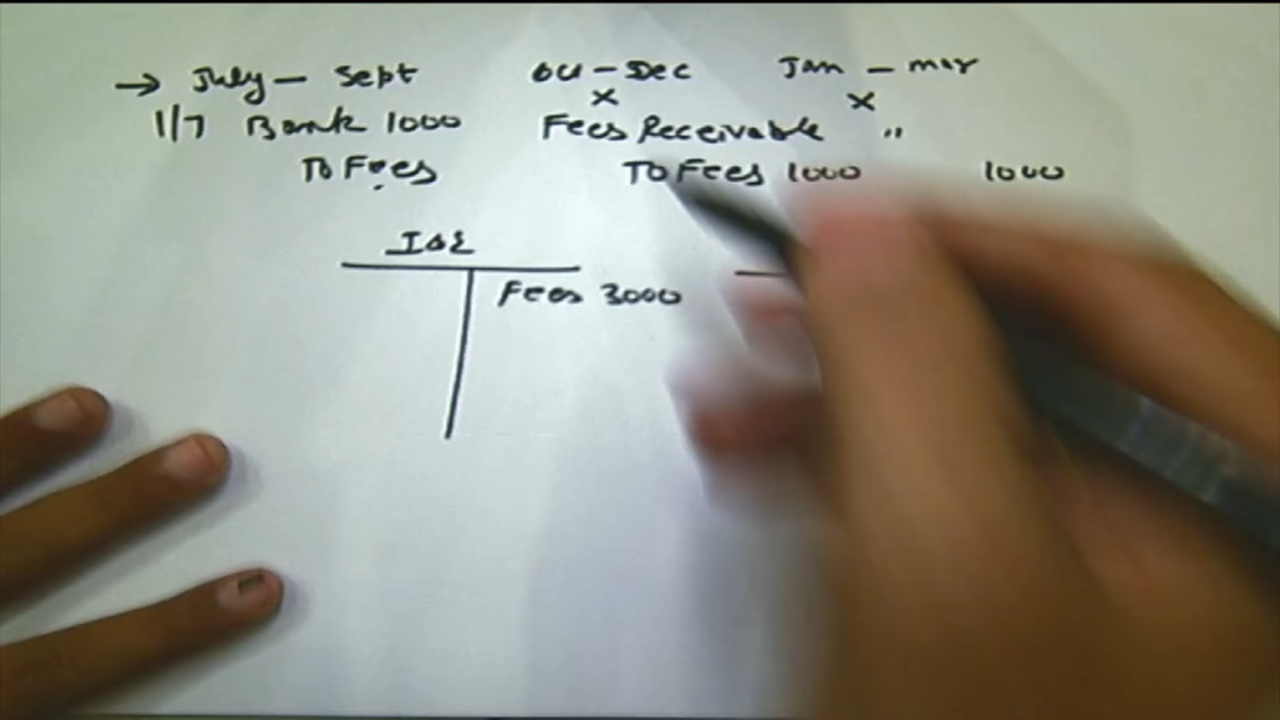 → July - Sept Oct - Dec Jan - mar
x x
1/7 Bank 1000 Fees Receivable "
To Fees To Fees 1000 1000
I&E
Fees 3000